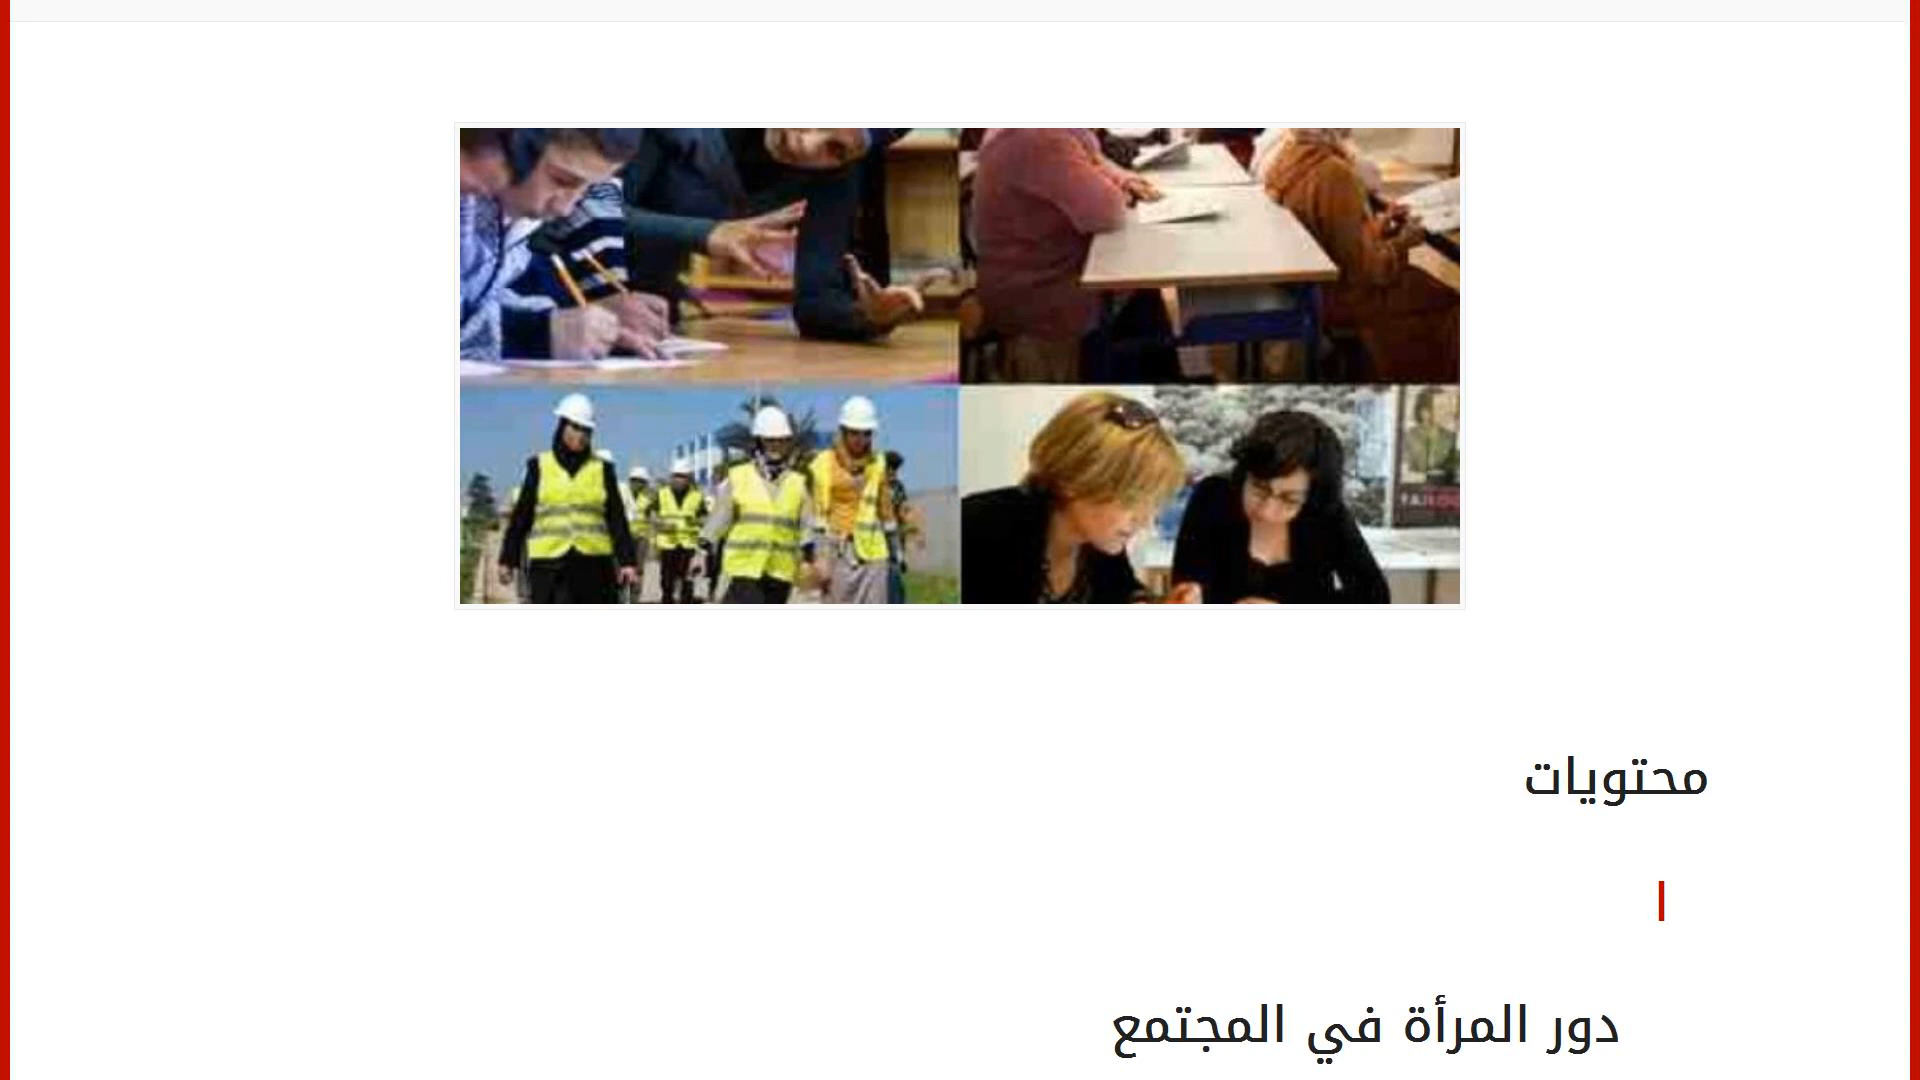 محتويات
ا
دور المرأة في المجتمع